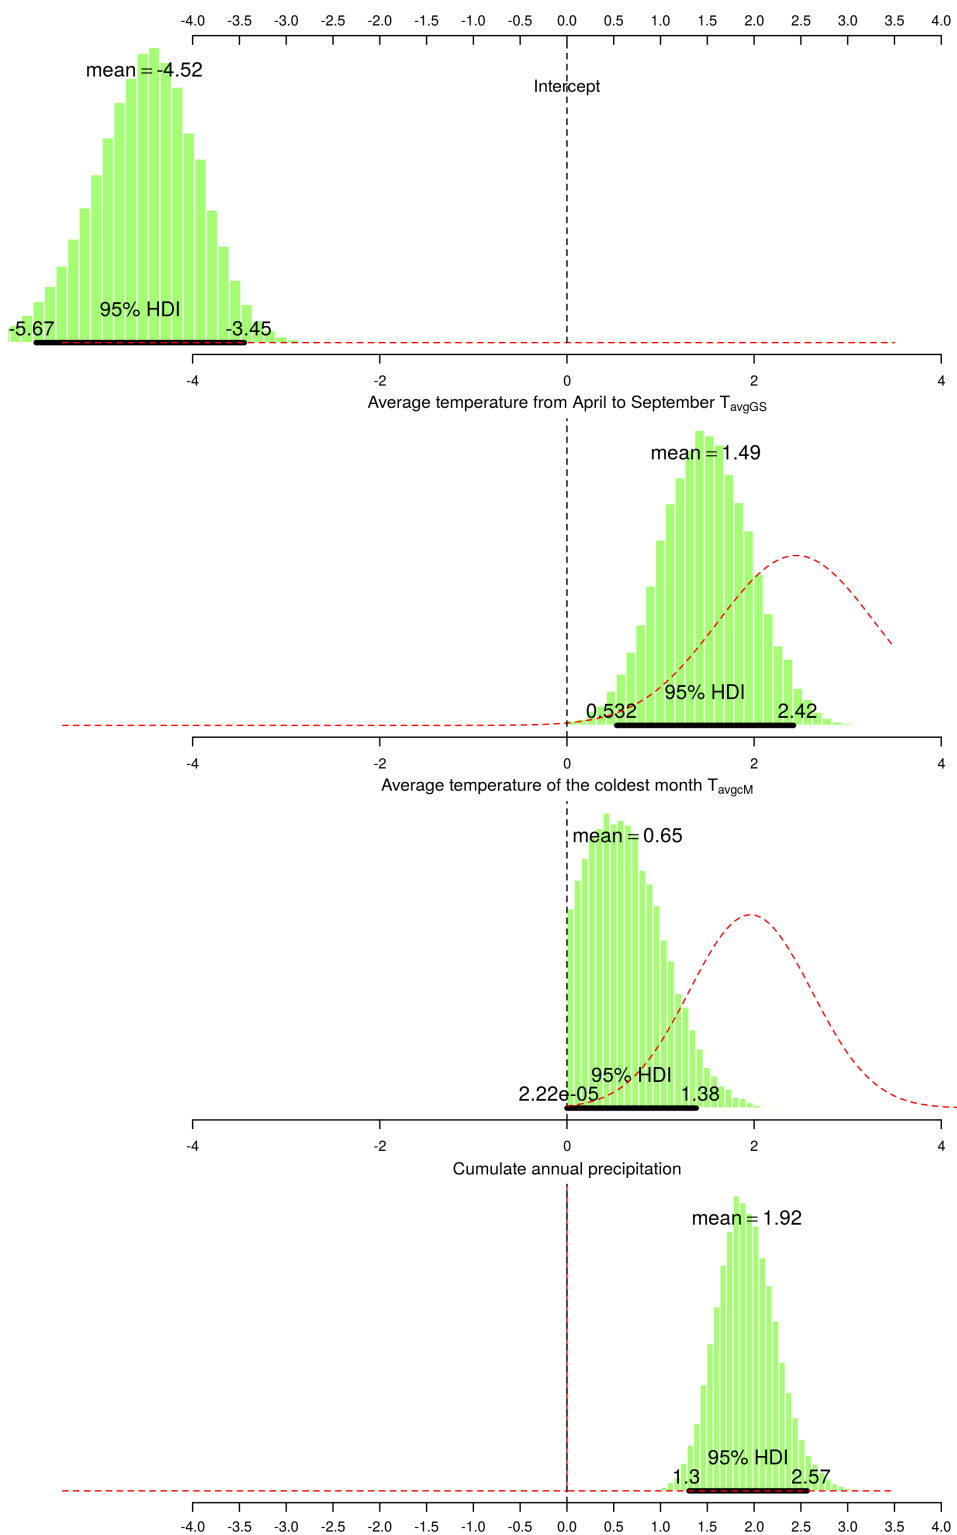 -4.0 -3.5 -3.0 -2.5 -2.0 -1.5 -1.0 -0.5 0.0 0.5 1.0 1.5 2.0 2.5 3.0 3.5 4.0
mean = -4.52
Intercept
95% HDI
-5.67 -3.45
-4 -2 0 2 4
Average temperature from April to September TavgGS
mean = 1.49
95% HDI
0.532 2.42
-4 -2 0 2 4
Average temperature of the coldest month TavgcM
mean = 0.65
95% HDI
2.22e-05 1.38
-4 -2 0 2 4
Cumulate annual precipitation
mean = 1.92
95% HDI
1.3 2.57
-4.0 -3.5 -3.0 -2.5 -2.0 -1.5 -1.0 -0.5 0.0 0.5 1.0 1.5 2.0 2.5 3.0 3.5 4.0